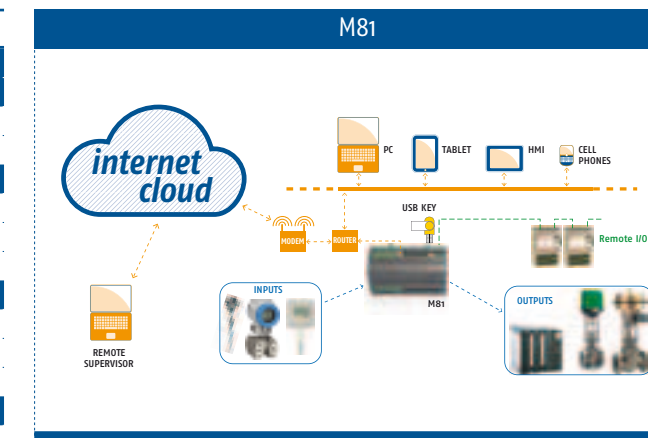 M81
internet
cloud
PC
TABLET
HMI
CELL
PHONES
USB KEY
MODEM
ROUTER
Remote I/O
INPUTS
M81
OUTPUTS
REMOTE
SUPERVISOR